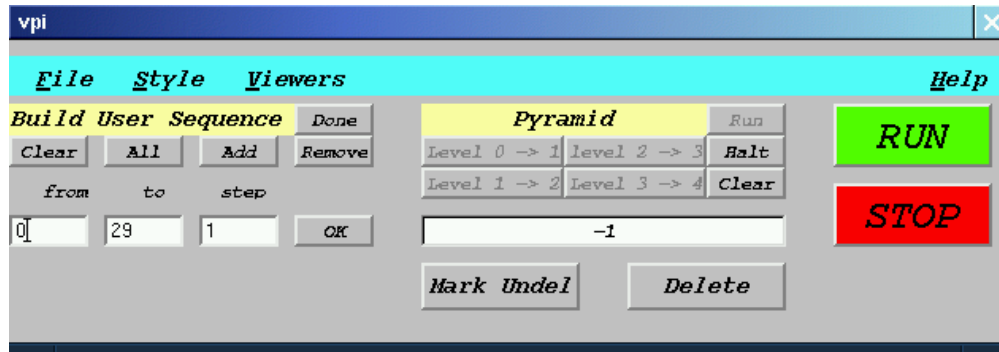 vpi
File Style Viewers Help
Build User Sequence Done Pyramid Run
Clear All Add Remove Level 0 -> 1 level 2 -> 3 Halt RUN
from to step Level 1 -> 2 Level 3 -> 4 Clear
0 29 1 OK -1 STOP
Mark Undel Delete